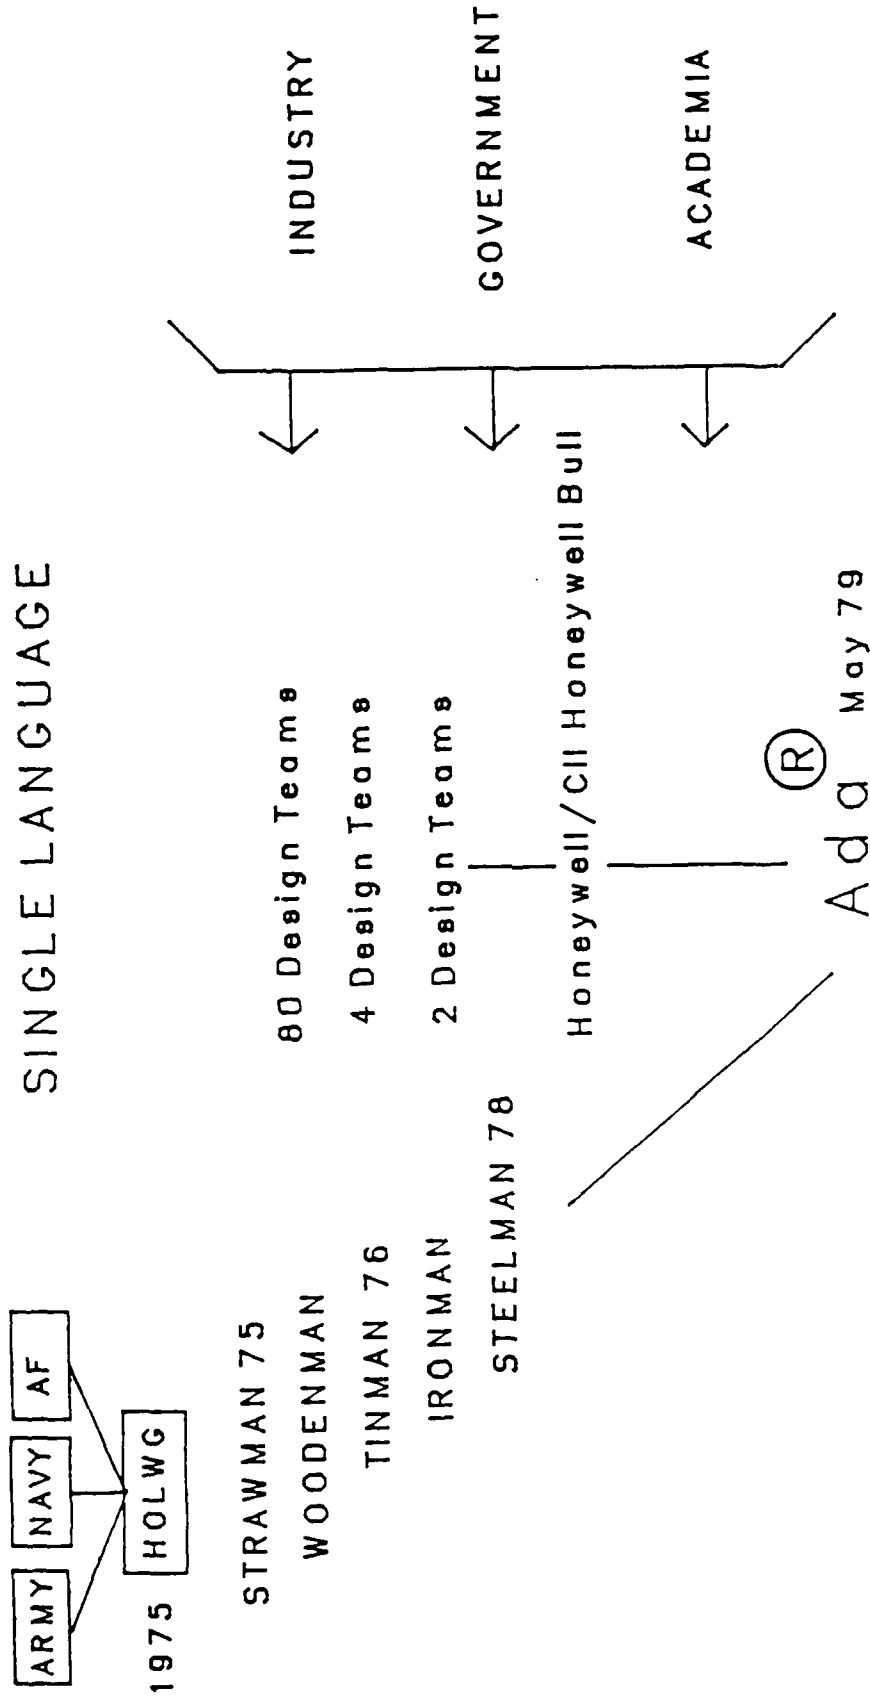 SINGLE LANGUAGE
ARMY NAVY AF
1975 HOLWG
STRAWMAN 75
WOODENMAN
TINMAN 76
IRONMAN
STEELMAN 78
80 Design Teams
4 Design Teams
2 Design Teams
Honeywell/CII Honeywell Bull
INDUSTRY
GOVERNMENT
ACADEMIA
Ada ® May 79